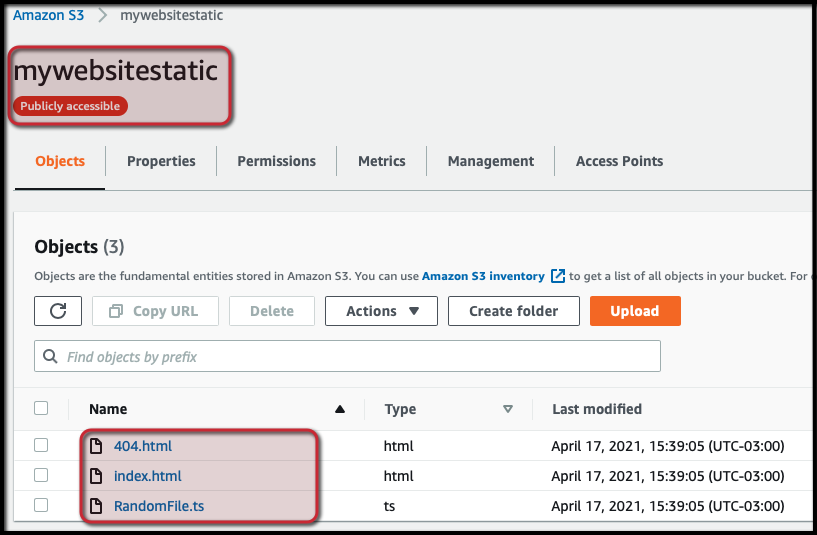 Amazon S3 > mywebsitestatic
mywebsitestatic
Publicly accessible
Objects Properties Permissions Metrics Management Access Points
Objects (3)
Objects are the fundamental entities stored in Amazon S3. You can use Amazon S3 inventory to get a list of all objects in your bucket. For
Copy URL Delete Actions Create folder Upload
Find objects by prefix
Name Type Last modified
404.html html April 17, 2021, 15:39:05 (UTC-03:00)
index.html html April 17, 2021, 15:39:05 (UTC-03:00)
RandomFile.ts ts April 17, 2021, 15:39:05 (UTC-03:00)